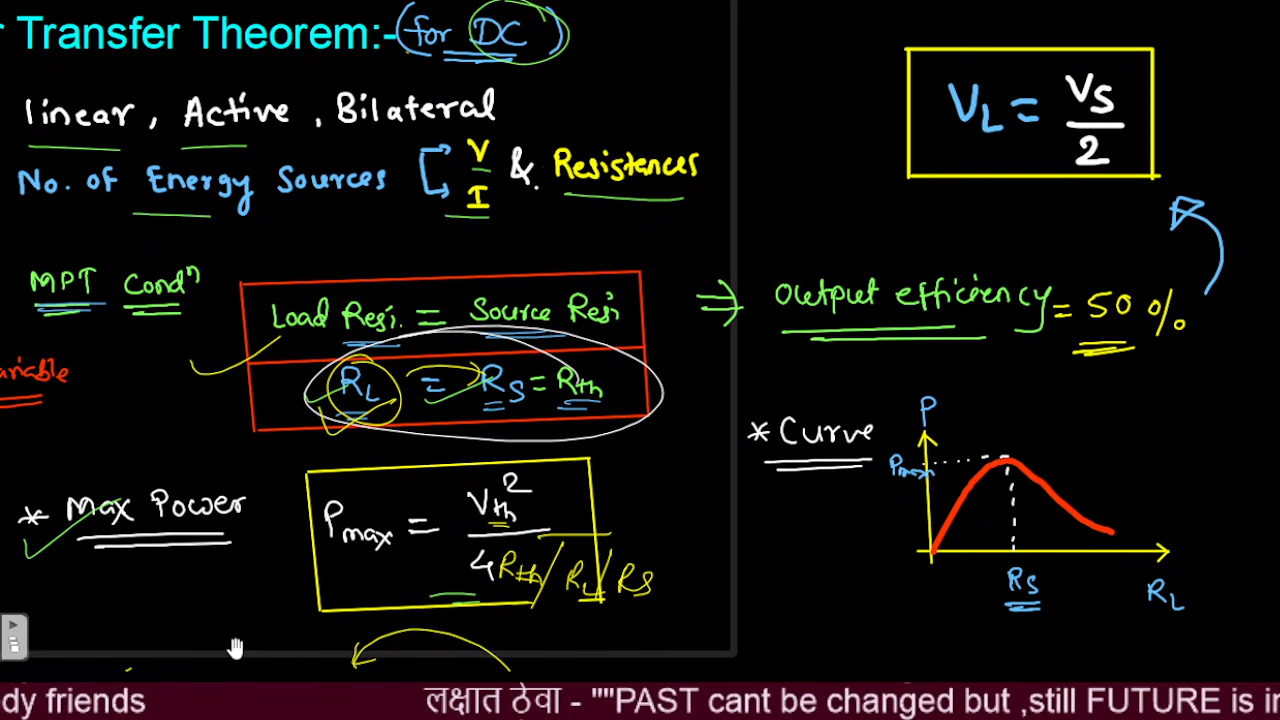 r Transfer Theorem:- (for DC)
linear, Active, Bilateral
No. of Energy Sources [ V I & Resistances
MPT Condⁿ
Load Resi. = Source Resi
ariable
RL = RS = Rth
* Max Power
Pmax = Vth² / 4Rth/RL/RS
VL = VS/2
⇒ Output efficiency = 50%
* Curve
P
Pmax
RS
RL
dy friends लक्षात ठेवा - ""PAST cant be changed but ,still FUTURE is i